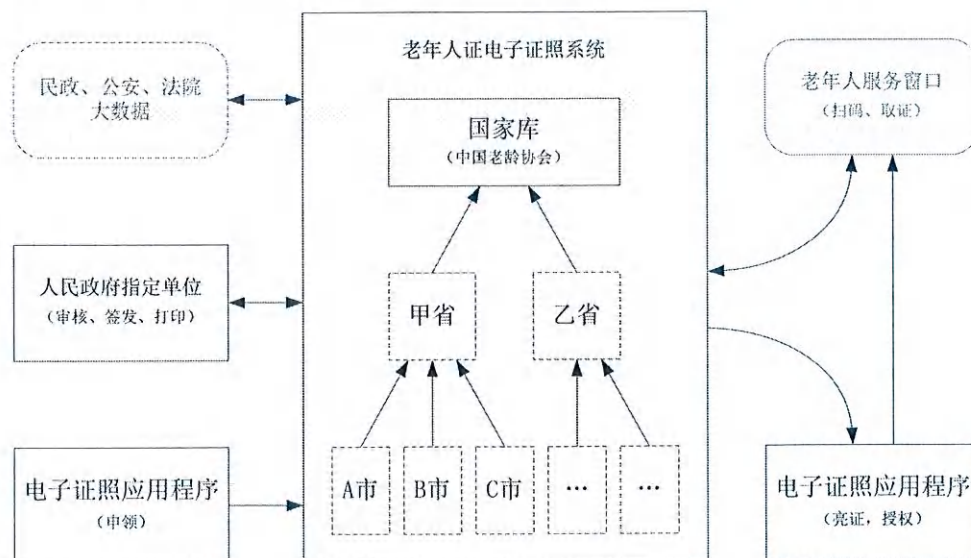 老年人证电子证照系统
民政、公安、法院
大数据
国家库
（中国老龄协会）
老年人服务窗口
（扫码、取证）
人民政府指定单位
（审核、签发、打印）
甲省
乙省
电子证照应用程序
（申领）
A市
B市
C市
…
…
电子证照应用程序
（亮证，授权）